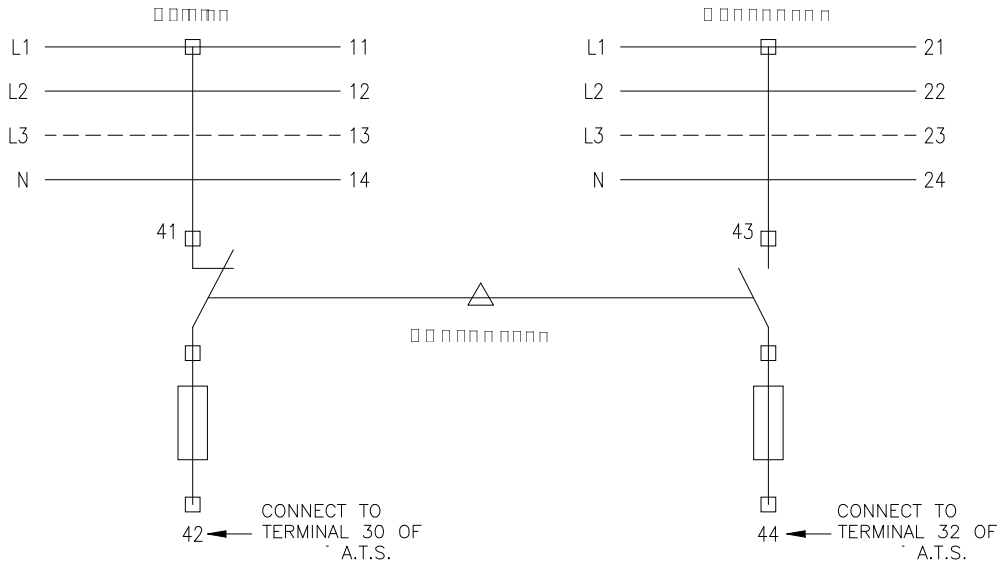 L1 11
L2 12
L3 13
N 14
L1 21
L2 22
L3 23
N 24
41
43
42
CONNECT TO
TERMINAL 30 OF
A.T.S.
44
CONNECT TO
TERMINAL 32 OF
A.T.S.